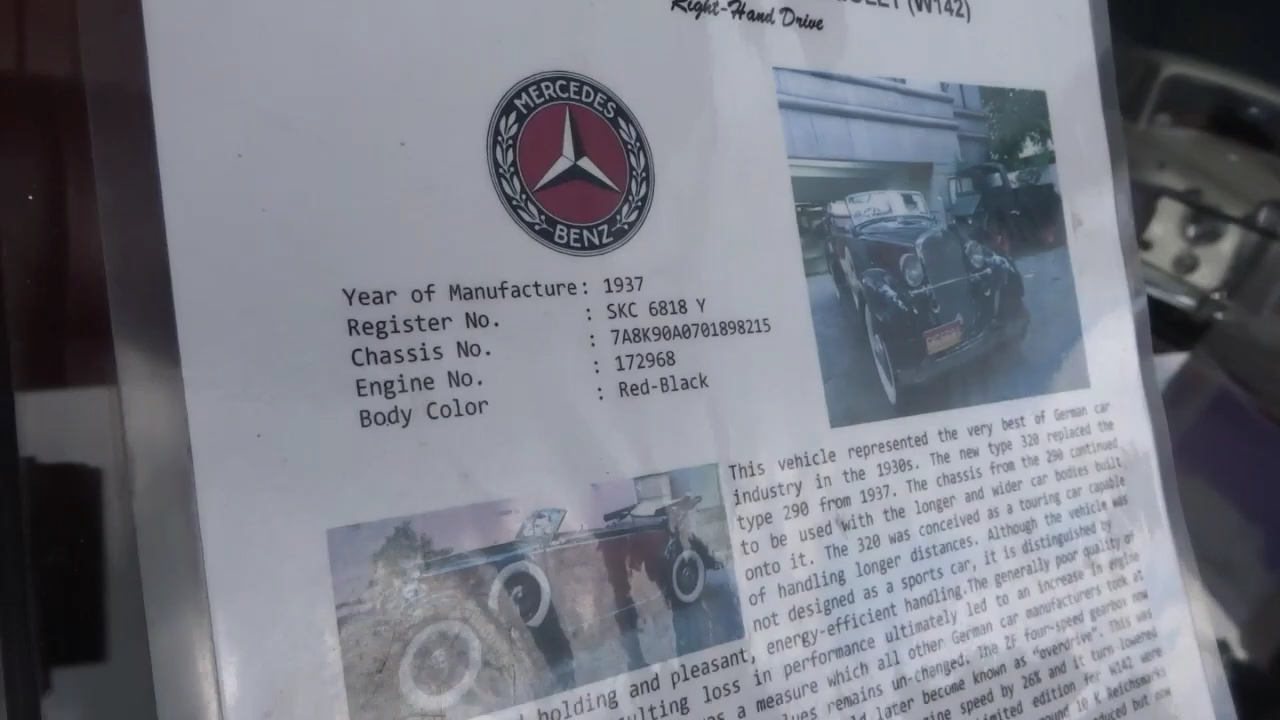 (W142)
Right-Hand Drive
MERCEDES
BENZ
Year of Manufacture: 1937
Register No. : SKC 6818 Y
Chassis No. : 7A8K90A0701898215
Engine No. : 172968
Body Color : Red-Black
This vehicle represented the very best of German car
industry in the 1930s. The new type 320 replaced the
type 290 from 1937. The chassis from the 290 continued
to be used with the longer and wider car bodies built
onto it. The 320 was conceived as a touring car capable
of handling longer distances. Although the vehicle was
not designed as a sports car, it is distinguished by
energy-efficient handling.The generally poor quality of
holding and pleasant, ultimately led to an increase in engine
loss in performance all other German car manufacturers took at
a measure which un-changed. The ZF four-speed gearbox now
remains later become known as "overdrive". This was
speed by 26% and it turn lowered
limited edition for W142 were
10 K Reichsmarks
but now